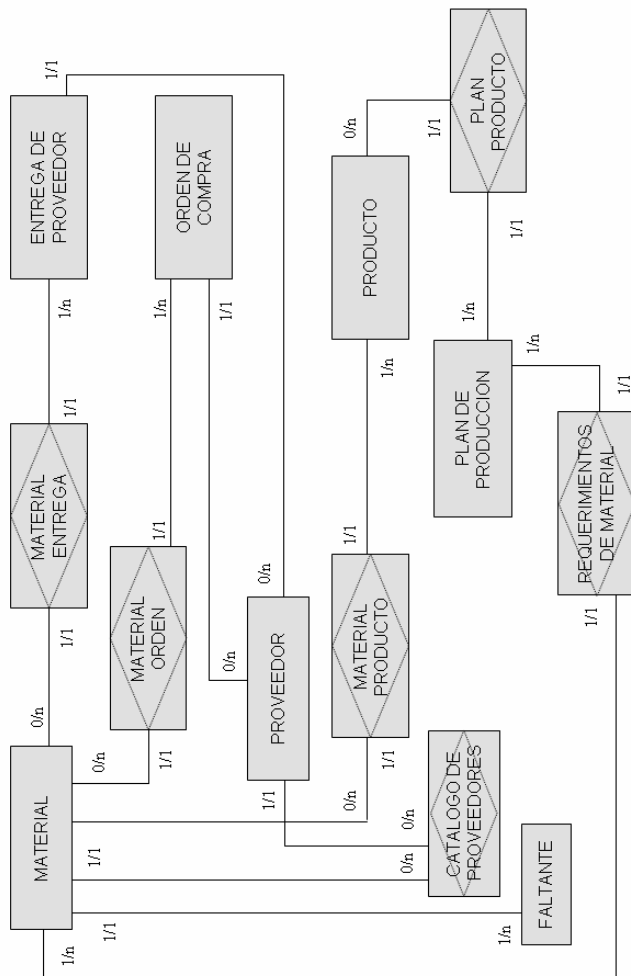 MATERIAL
0/n
1/1
MATERIAL
ENTREGA
1/1
1/n
ENTREGA DE
PROVEEDOR
1/1
1/n
1/1
1/1
0/n
1/1
MATERIAL
ORDEN
1/1
1/n
ORDEN DE
COMPRA
1/1
0/n
0/n
PROVEEDOR
1/1
0/n
1/1
MATERIAL
PRODUCTO
1/1
1/n
PRODUCTO
0/n
0/n
0/n
CATALOGO DE
PROVEEDORES
1/1
PLAN
PRODUCTO
1/1
1/n
PLAN DE
PRODUCCION
1/n
1/n
FALTANTE
1/1
REQUERIMIENTOS
DE MATERIAL
1/1